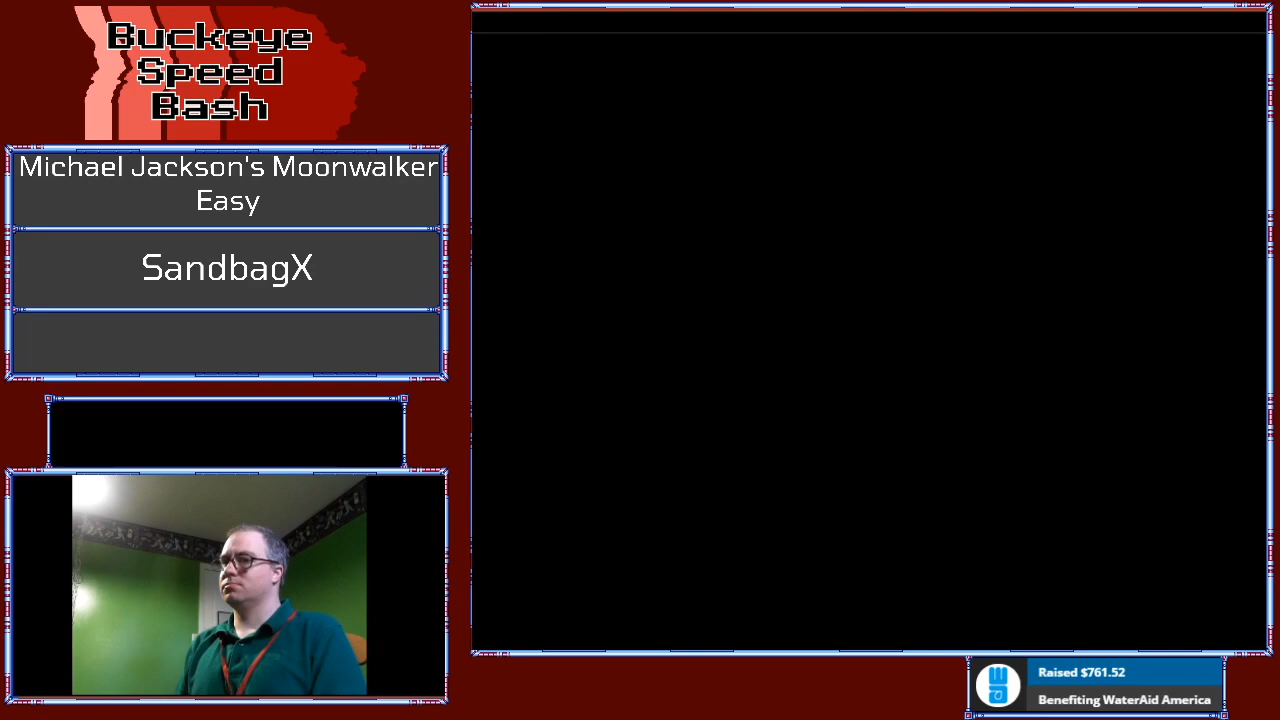 Buckeye
Speed
Bash
Michael Jackson's Moonwalker
Easy
SandbagX
Raised $761.52
Benefiting WaterAid America